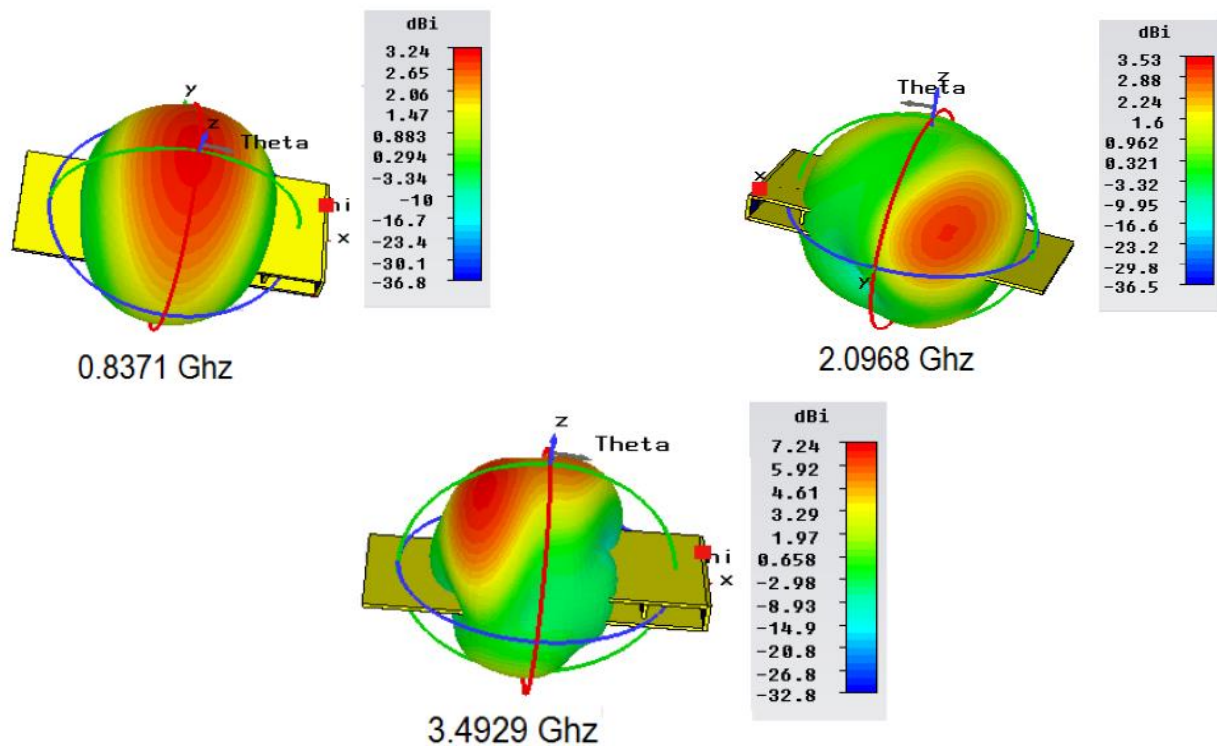 dBi
3.24
2.65
2.06
1.47
0.883
0.294
-3.34
-10
-16.7
-23.4
-30.1
-36.8
y
z
Theta
hi
x
0.8371 Ghz
dBi
3.53
2.88
2.24
1.6
0.962
0.321
-3.32
-9.95
-16.6
-23.2
-29.8
-36.5
z
Theta
x
y
2.0968 Ghz
dBi
7.24
5.92
4.61
3.29
1.97
0.658
-2.98
-8.93
-14.9
-20.8
-26.8
-32.8
z
Theta
hi
x
3.4929 Ghz